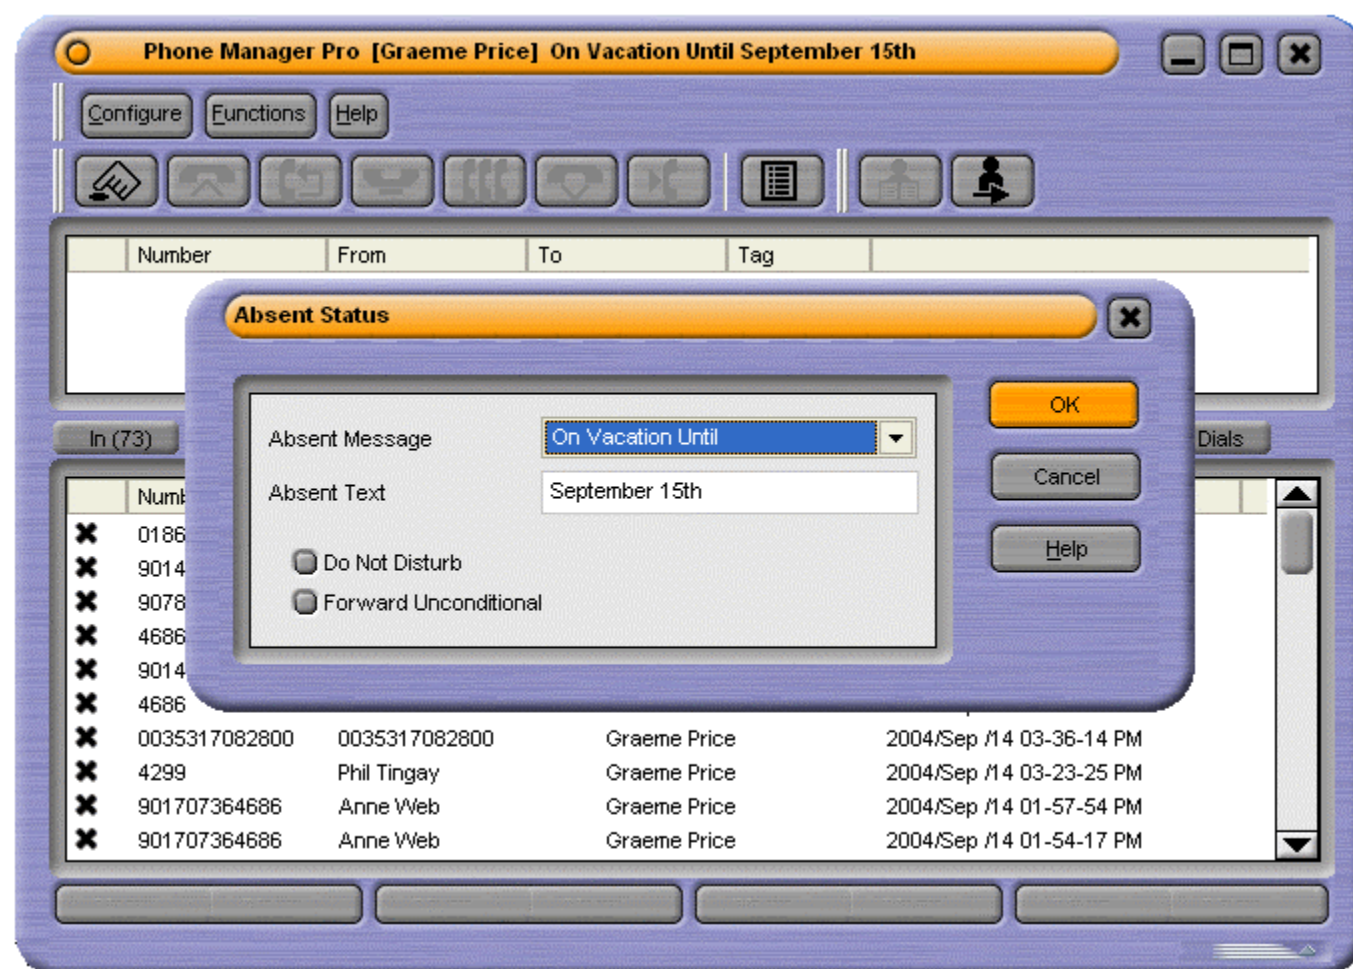 Phone Manager Pro [Graeme Price] On Vacation Until September 15th
Configure Functions Help
Number From To Tag
Absent Status
Absent Message On Vacation Until
Absent Text September 15th
Do Not Disturb
Forward Unconditional
OK
Cancel
Help
In (73) Dials
0186
9014
9078
4686
9014
4686
0035317082800 0035317082800 Graeme Price 2004/Sep /14 03-36-14 PM
4299 Phil Tingay Graeme Price 2004/Sep /14 03-23-25 PM
901707364686 Anne Web Graeme Price 2004/Sep /14 01-57-54 PM
901707364686 Anne Web Graeme Price 2004/Sep /14 01-54-17 PM